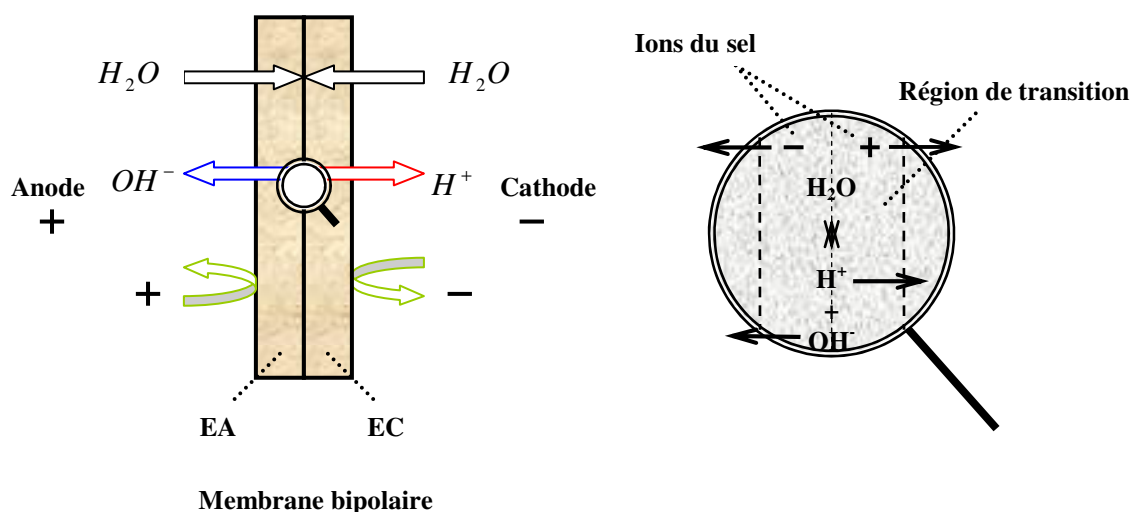 H₂O
H₂O
Anode
+
OH⁻
H⁺
Cathode
−
+
−
EA
EC
Membrane bipolaire
Ions du sel
Région de transition
−
+
H₂O
H⁺
+
OH⁻